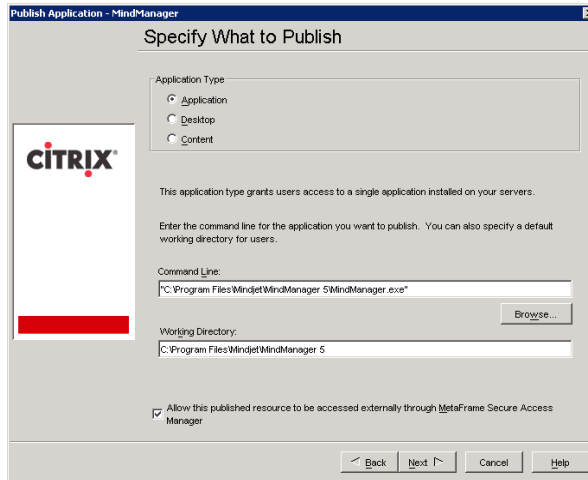 Publish Application - MindManager
Specify What to Publish
Application Type
Application
Desktop
Content
CITRIX®
This application type grants users access to a single application installed on your servers.
Enter the command line for the application you want to publish. You can also specify a default
working directory for users.
Command Line:
"C:\Program Files\Mindjet\MindManager 5\MindManager.exe"
Browse...
Working Directory:
C:\Program Files\Mindjet\MindManager 5
Allow this published resource to be accessed externally through MetaFrame Secure Access
Manager
< Back Next > Cancel Help